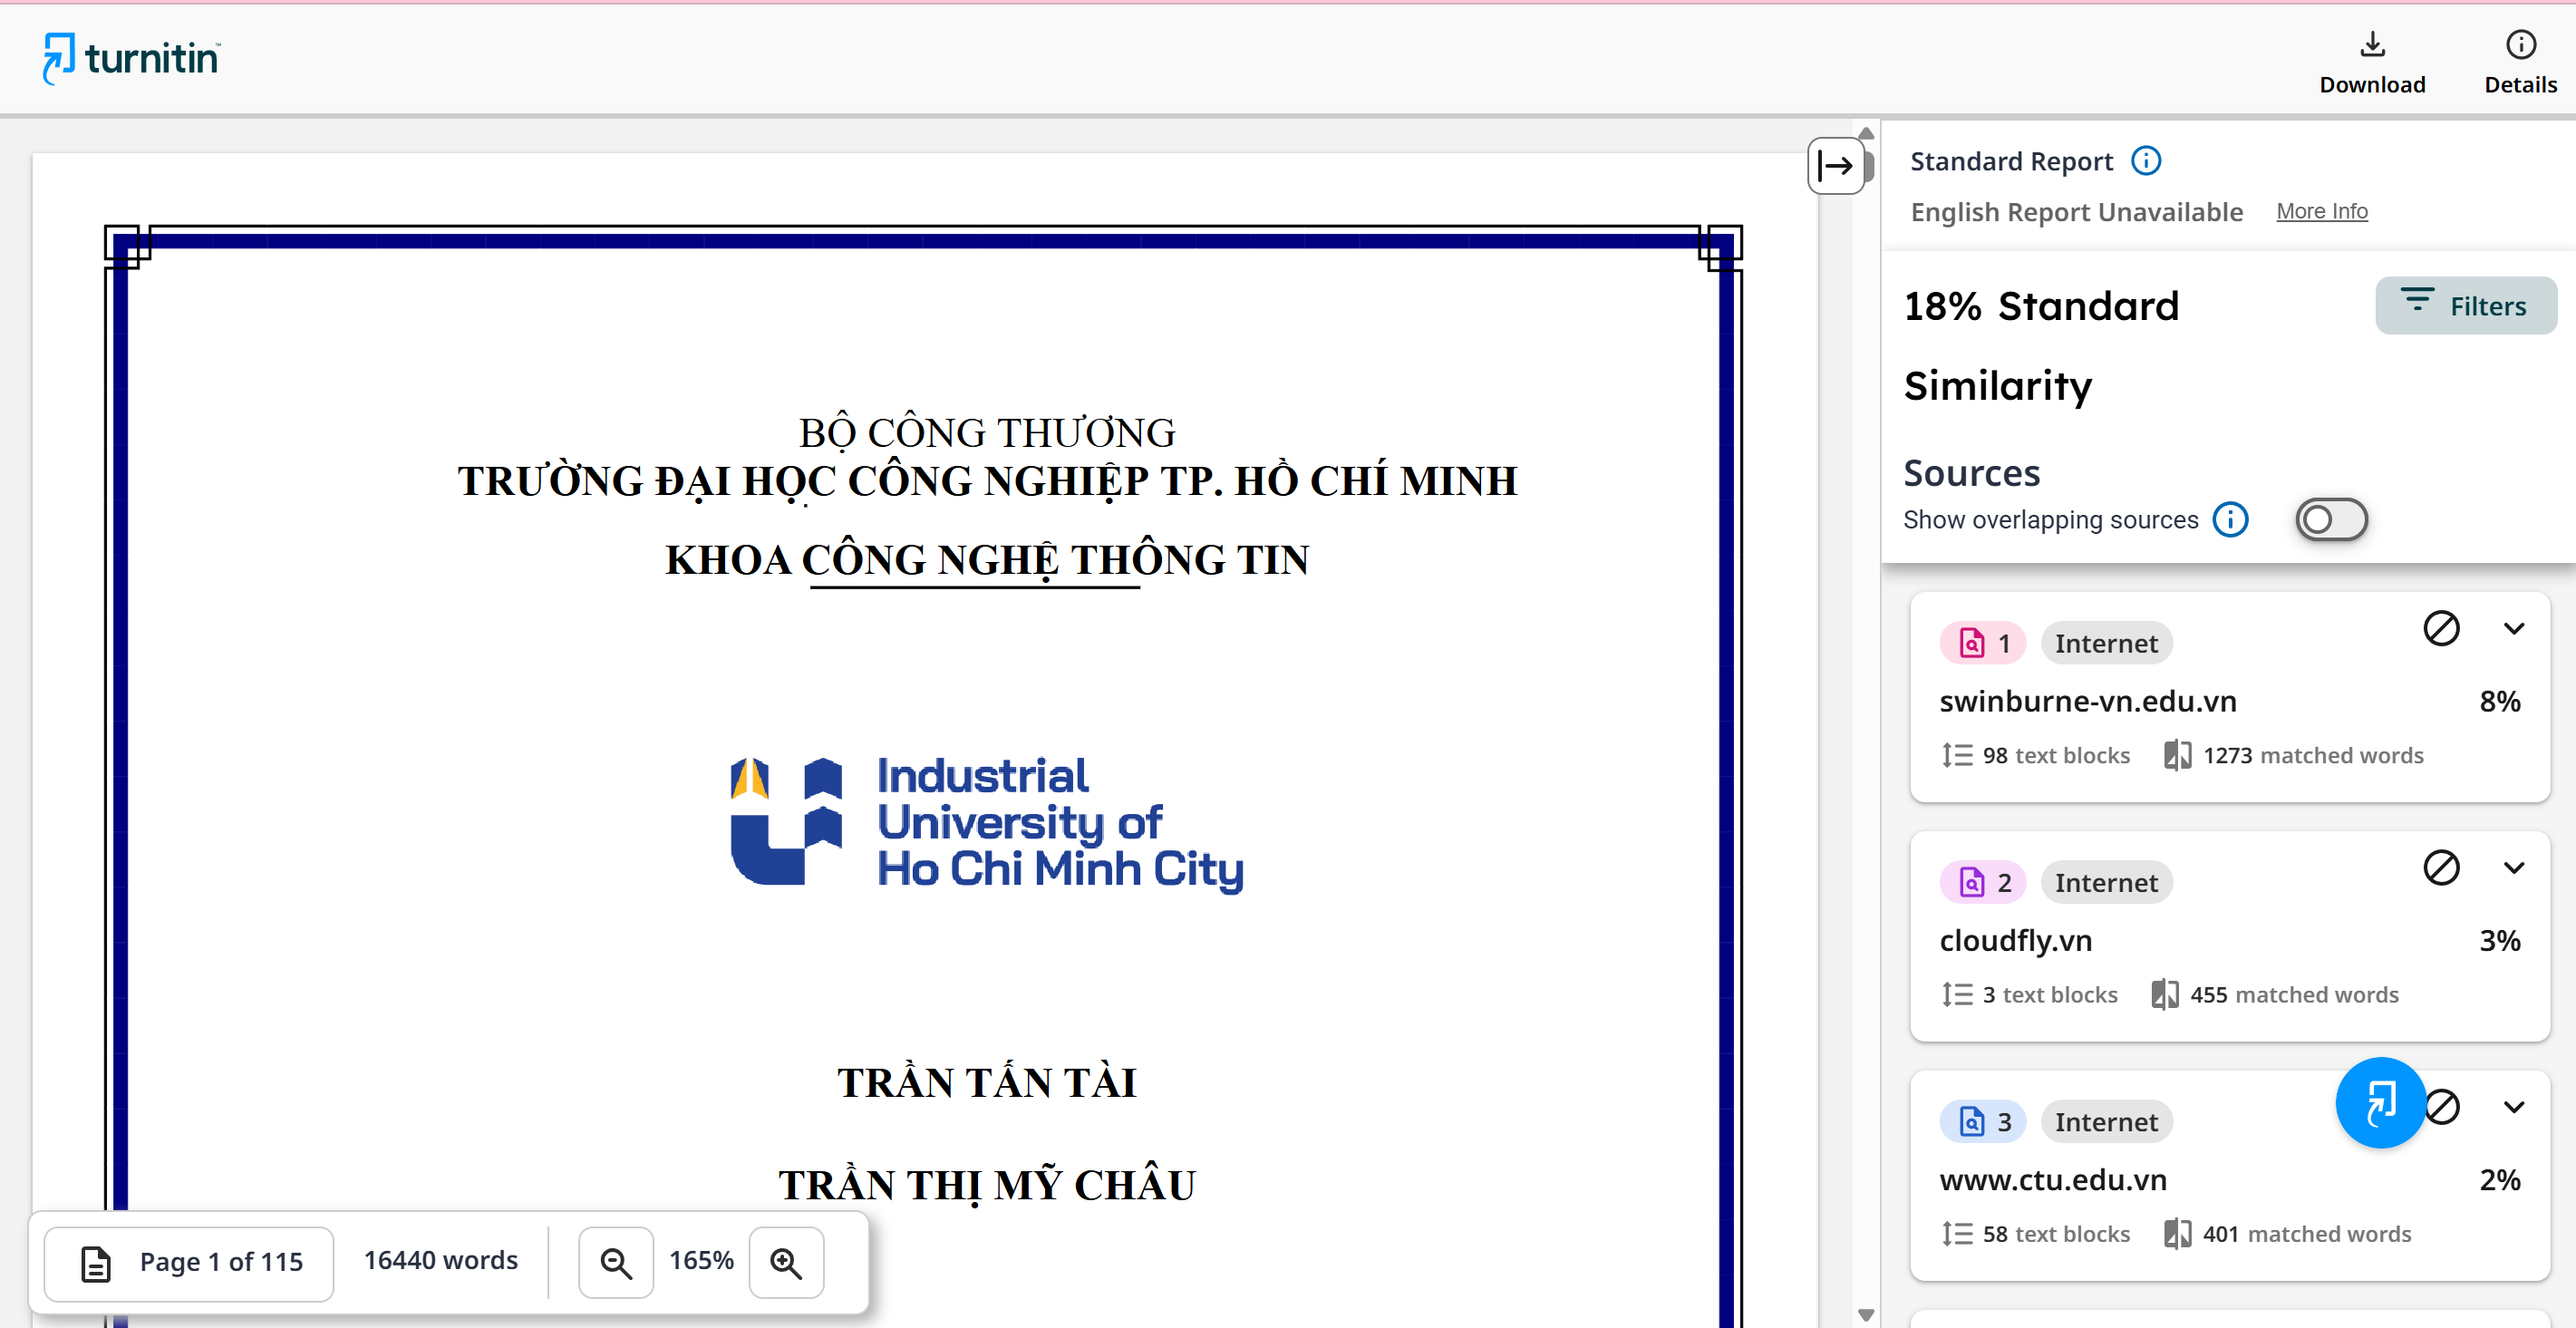 turnitin
Download
Details
Standard Report
English Report Unavailable More Info
18% Standard
Similarity
Filters
Sources
Show overlapping sources
BỘ CÔNG THƯƠNG
TRƯỜNG ĐẠI HỌC CÔNG NGHIỆP TP. HỒ CHÍ MINH
KHOA CÔNG NGHỆ THÔNG TIN
Industrial
University of
Ho Chi Minh City
TRẦN TẤN TÀI
TRẦN THỊ MỸ CHÂU
1 Internet
swinburne-vn.edu.vn 8%
98 text blocks 1273 matched words
2 Internet
cloudfly.vn 3%
3 text blocks 455 matched words
3 Internet
www.ctu.edu.vn 2%
58 text blocks 401 matched words
Page 1 of 115 16440 words 165%